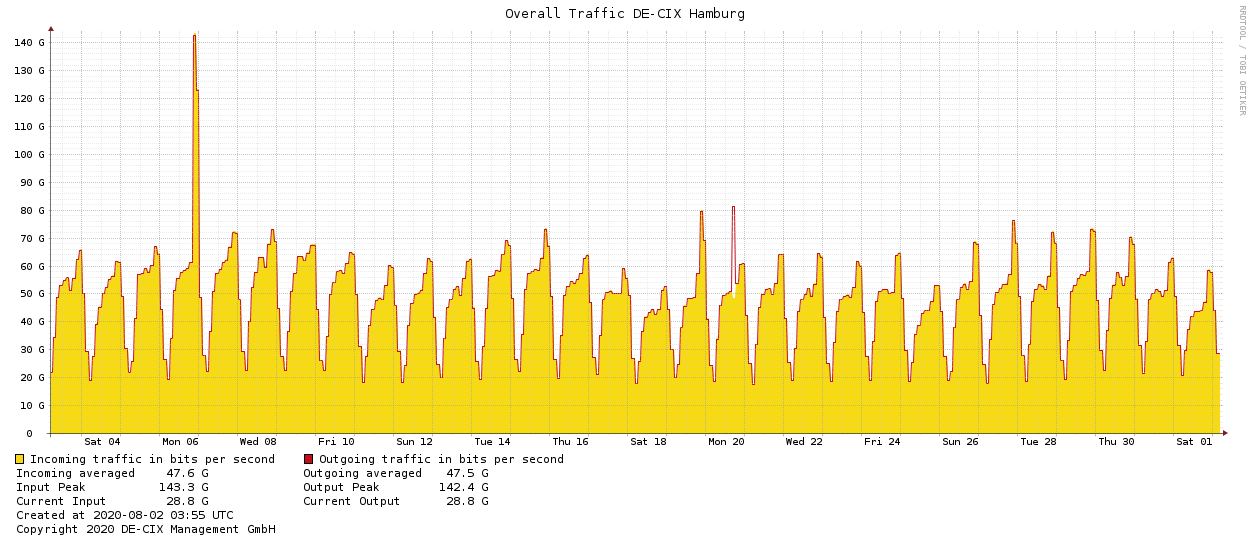 Overall Traffic DE-CIX Hamburg
RRDTOOL / TOBI OETIKER
140 G
130 G
120 G
110 G
100 G
90 G
80 G
70 G
60 G
50 G
40 G
30 G
20 G
10 G
0
Sat 04 Mon 06 Wed 08 Fri 10 Sun 12 Tue 14 Thu 16 Sat 18 Mon 20 Wed 22 Fri 24 Sun 26 Tue 28 Thu 30 Sat 01
Incoming traffic in bits per second Outgoing traffic in bits per second
Incoming averaged 47.6 G Outgoing averaged 47.5 G
Input Peak 143.3 G Output Peak 142.4 G
Current Input 28.8 G Current Output 28.8 G
Created at 2020-08-02 03:55 UTC
Copyright 2020 DE-CIX Management GmbH